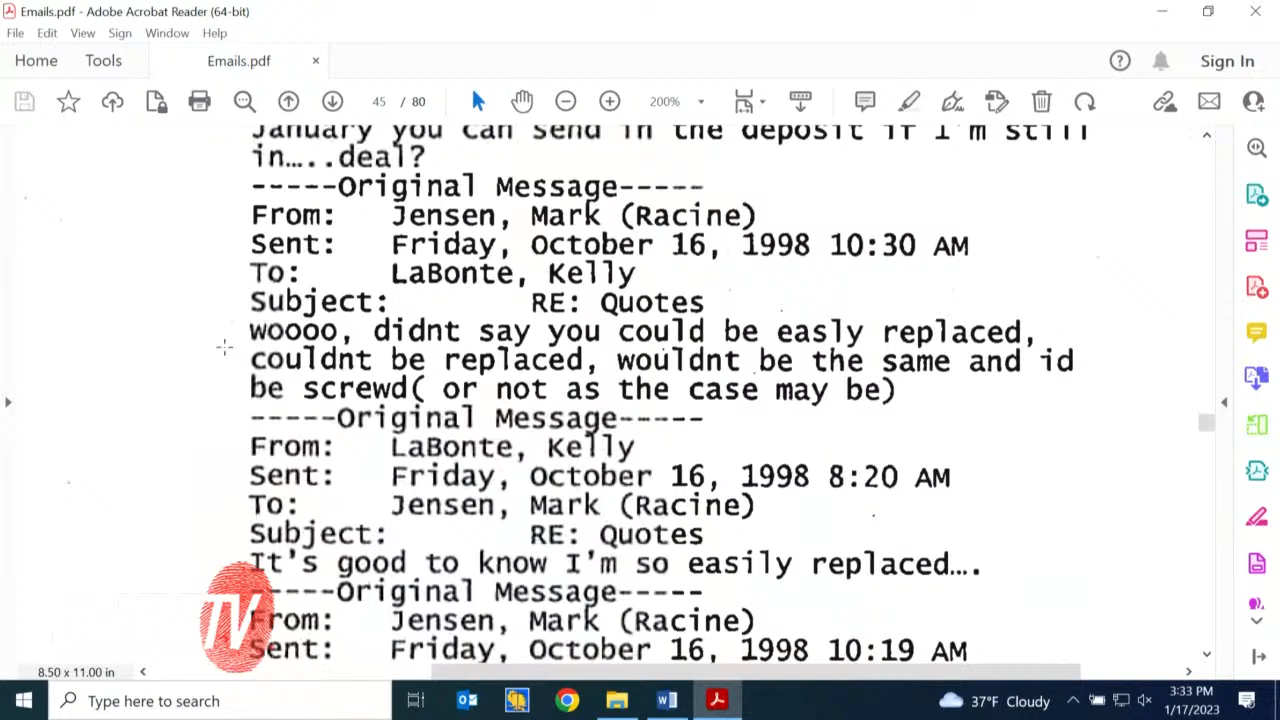 Emails.pdf - Adobe Acrobat Reader (64-bit)
File Edit View Sign Window Help
Home Tools Emails.pdf × Sign In
45 / 80 200%
January you can send in the deposit if I'm still
in…..deal?
-----Original Message-----
From: Jensen, Mark (Racine)
Sent: Friday, October 16, 1998 10:30 AM
To: LaBonte, Kelly
Subject: RE: Quotes
woooo, didnt say you could be easly replaced,
couldnt be replaced, wouldnt be the same and id
be screwd( or not as the case may be)
-----Original Message-----
From: LaBonte, Kelly
Sent: Friday, October 16, 1998 8:20 AM
To: Jensen, Mark (Racine)
Subject: RE: Quotes
It's good to know I'm so easily replaced….
-----Original Message-----
From: Jensen, Mark (Racine)
Sent: Friday, October 16, 1998 10:19 AM
TV
8.50 x 11.00 in
Type here to search
37°F Cloudy
3:33 PM
1/17/2023